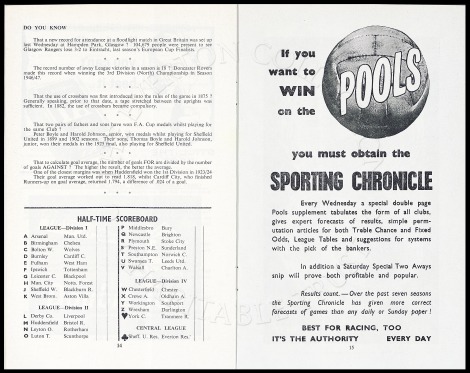 DO YOU KNOW
That a new record for attendance at a floodlight match in Great Britain was set up
last Wednesday at Hampden Park, Glasgow? 104,679 people were present to see
Glasgow Rangers lose 3-2 to Eintracht, last season's European Cup Finalists.
* * * *
The record number of away League victories in a season is 18? Doncaster Rovers
made this record when winning the 3rd Division (North) Championship in Season
1946/47.
* * * *
That the use of crossbars was first introduced into the rules of the game in 1875?
Generally speaking, prior to that date, a tape stretched between the uprights was
sufficient. In 1882, the use of crossbars became compulsory.
* * * *
That two pairs of fathers and sons have won F.A. Cup medals whilst playing for
the same Club?
Peter Boyle and Harold Johnson, senior, won medals whilst playing for Sheffield
United in 1899 and 1902 seasons. Their sons, Thomas Boyle and Harold Johnson,
junior, won their medals in the 1925 final, also playing for Sheffield United.
* * * *
That to calculate goal average, the number of goals FOR are divided by the number
of goals AGAINST? The higher the result, the better the average.
One of the closest margins was when Huddersfield won the 1st Division in 1923/24
Their goal average worked out to read 1.818, whilst Cardiff City, who finished
Runners-up on goal average, returned 1.794, a difference of .024 of a goal.
HALF-TIME SCOREBOARD
LEAGUE—Division I
A Arsenal Man. Utd.
B Birmingham Chelsea
C Bolton W. Wolves
D Burnley Cardiff C.
E Fulham West Ham
F Ipswich Tottenham
G Leicester C. Blackpool
H Man. City Notts. Forest
J Sheffield W. Blackburn R.
K West Brom. Aston Villa
LEAGUE—Division II
L Derby Co. Liverpool
M Huddersfield Bristol R.
N Leyton O. Rotherham
O Luton T. Scunthorpe
P Middlesbro Bury
Q Newcastle Brighton
R Plymouth Stoke City
S Preston N.E. Sunderland
T Southampton Norwich C.
U Swansea T. Leeds Utd.
V Walsall Charlton A.
LEAGUE—Division IV
W Chesterfield Chester
X Crewe A. Oldham A.
Y Workington Southport
Z Wrexham Darlington
York C. Tranmere R.
CENTRAL LEAGUE
Sheff. U. Res. Everton Res.
14
If you
want to
WIN
on the
POOLS
you must obtain the
SPORTING CHRONICLE
Every Wednesday a special double page
Pools supplement tabulates the form of all clubs,
gives expert forecasts of results, simple perm-
utation articles for both Treble Chance and Fixed
Odds, League Tables and suggestions for systems
with the pick of the bankers.
In addition a Saturday Special Two Aways
snip will prove both profitable and popular.
Results count.—Over the past seven seasons
the Sporting Chronicle has given more correct
forecasts of games than any daily or Sunday paper!
BEST FOR RACING, TOO
IT'S THE AUTHORITY EVERY DAY
15